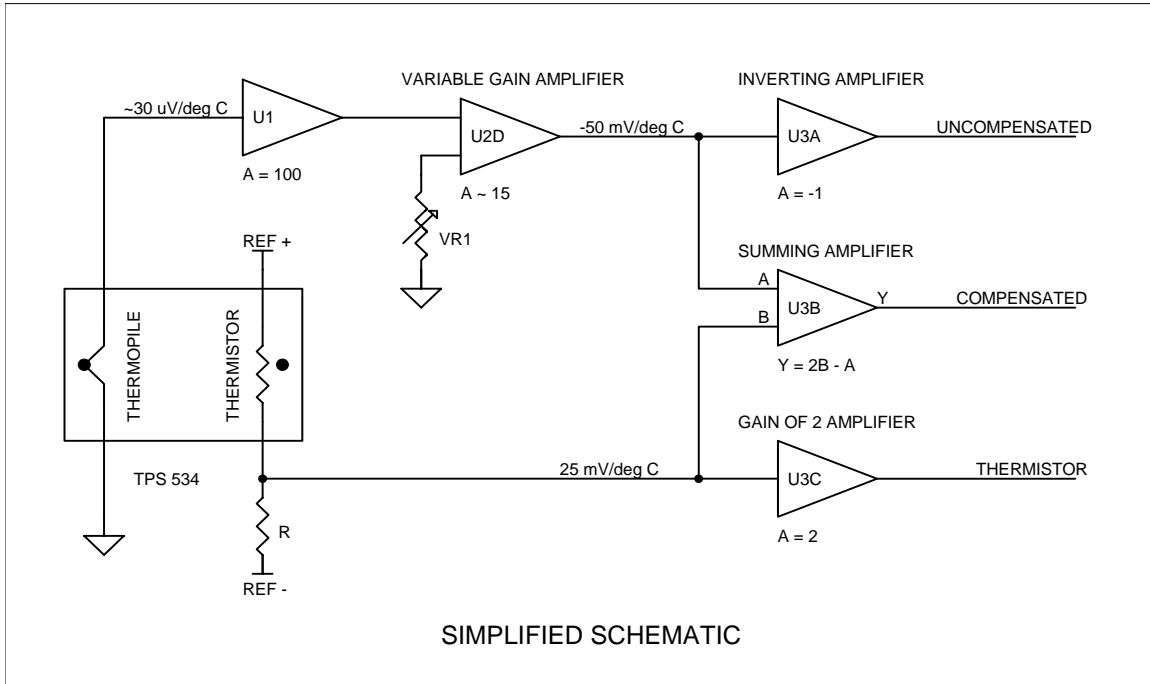 VARIABLE GAIN AMPLIFIER
INVERTING AMPLIFIER
~30 uV/deg C
U1
A = 100
U2D
A ~ 15
-50 mV/deg C
U3A
A = -1
UNCOMPENSATED
VR1
REF +
SUMMING AMPLIFIER
A
B
U3B
Y
COMPENSATED
Y = 2B - A
THERMOPILE
THERMISTOR
TPS 534
GAIN OF 2 AMPLIFIER
25 mV/deg C
U3C
THERMISTOR
A = 2
R
REF -
SIMPLIFIED SCHEMATIC